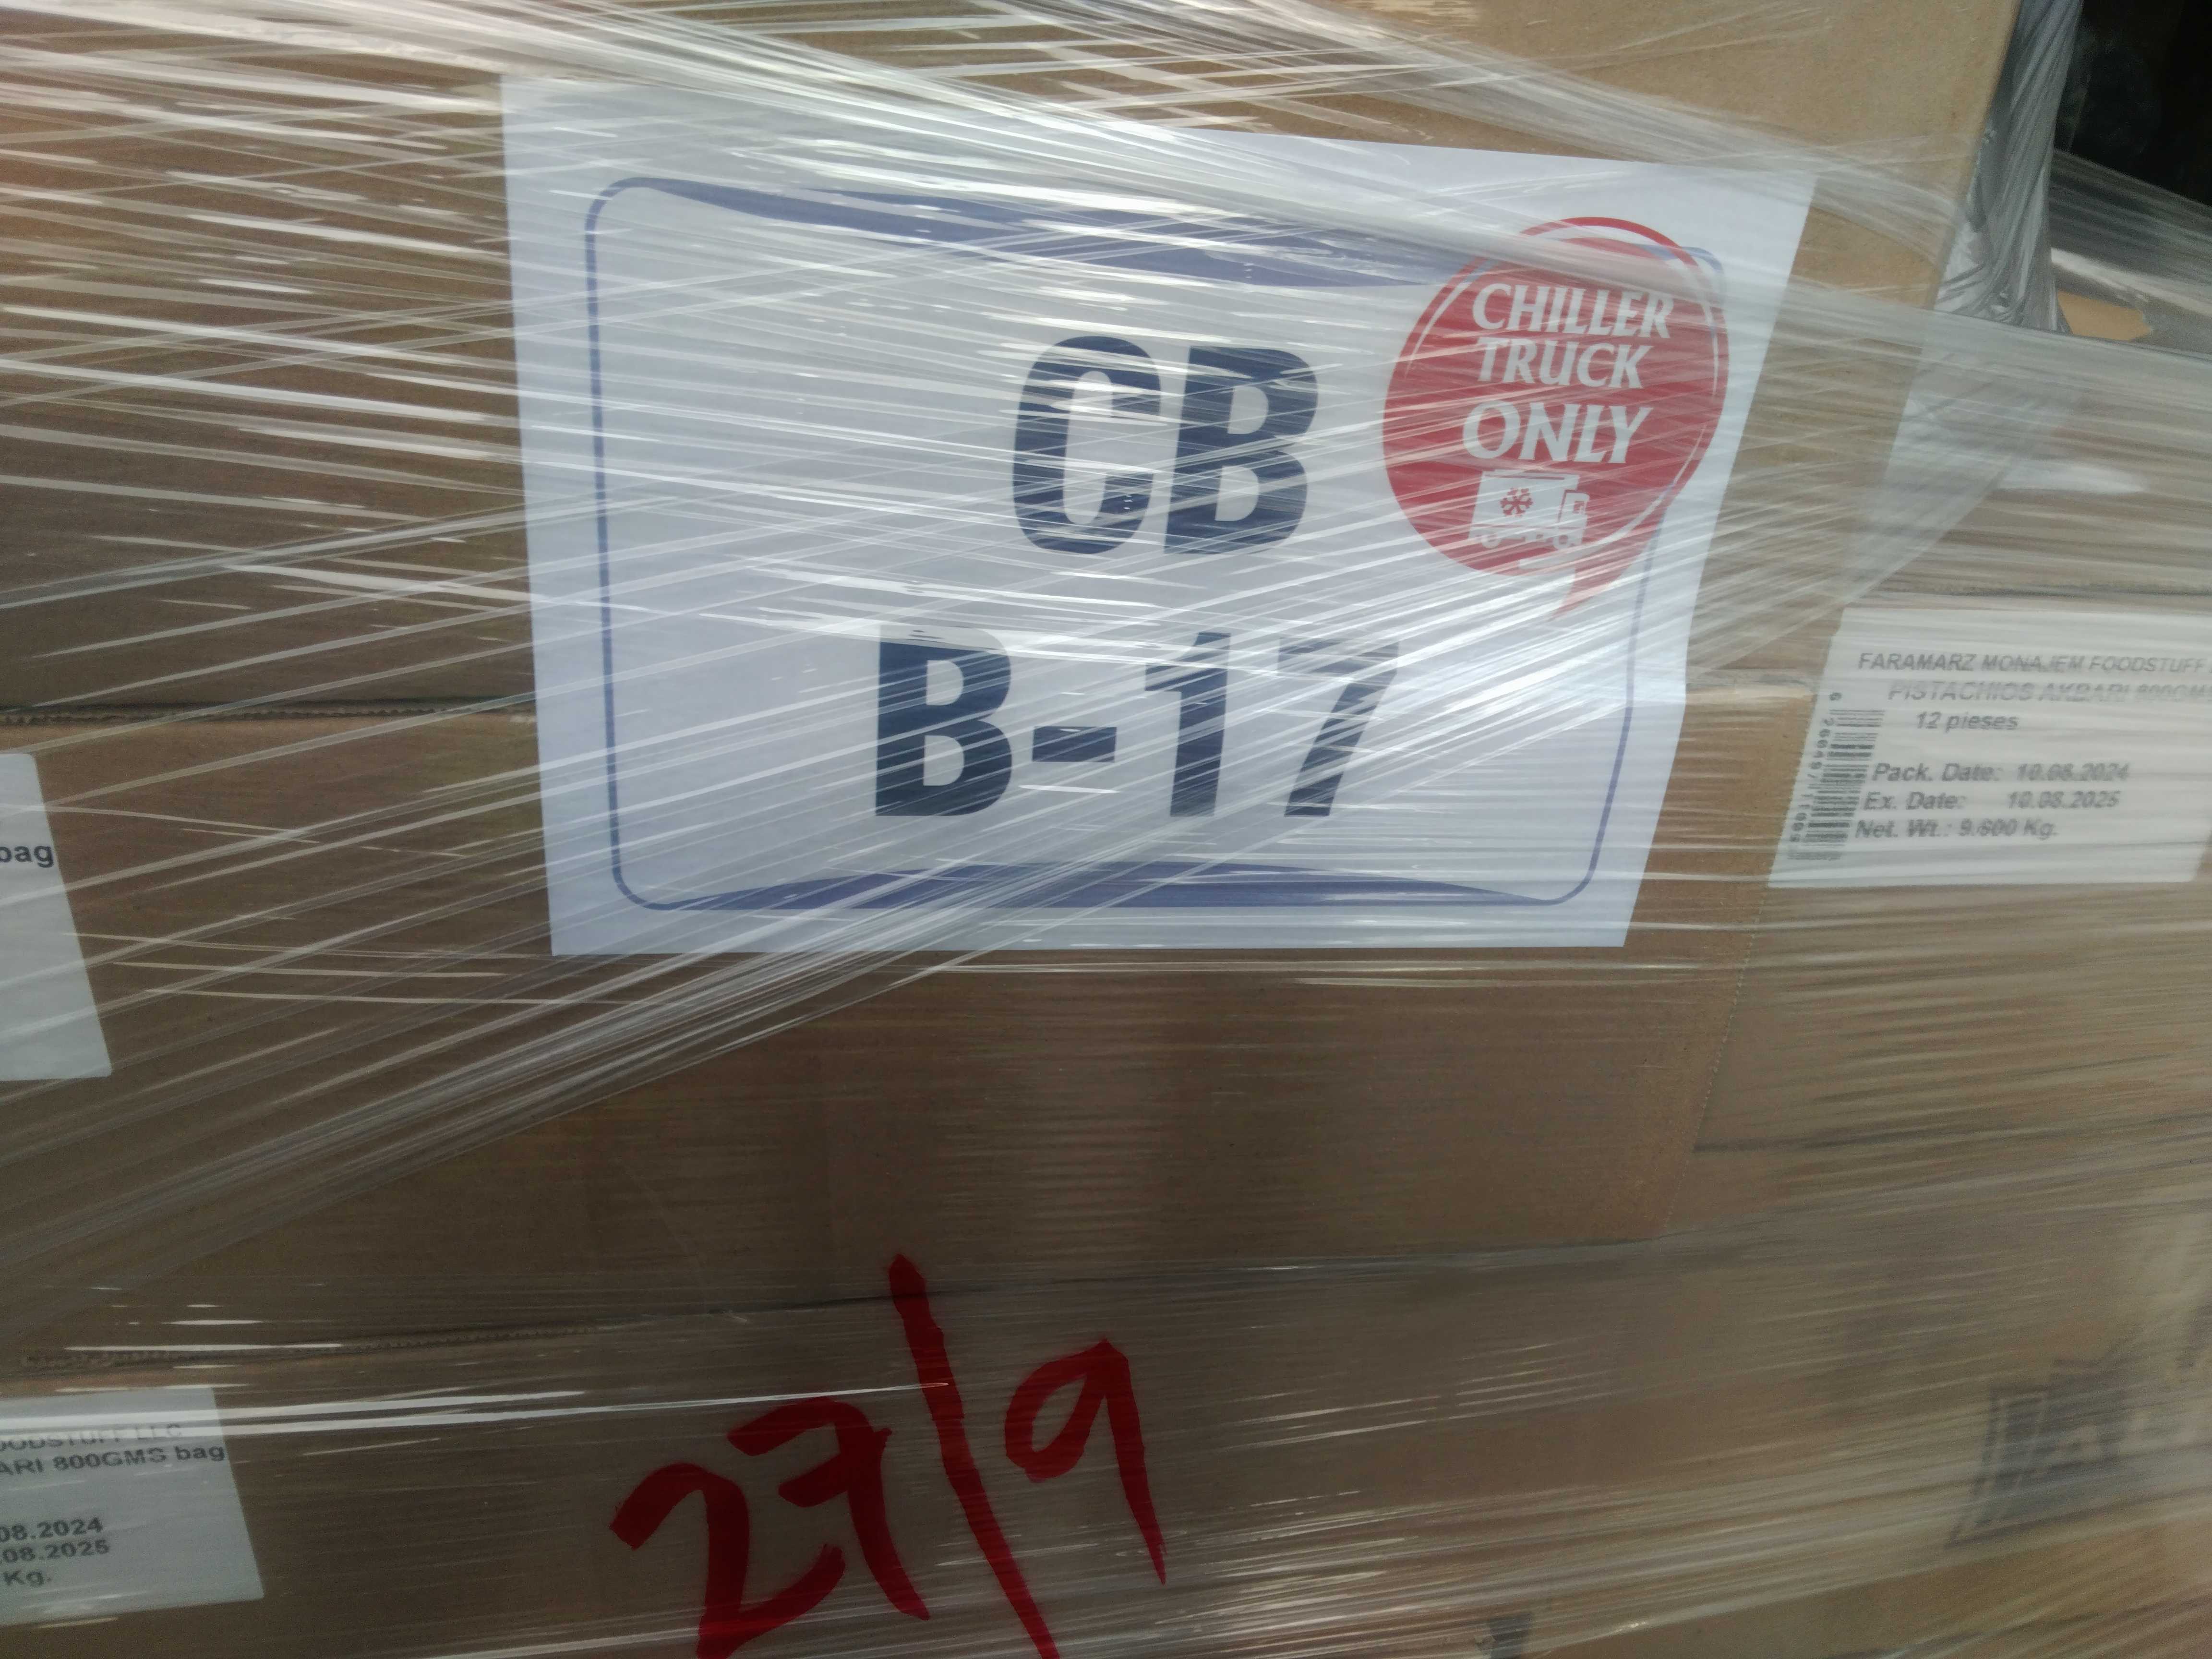 CB
B-17
CHILLER
TRUCK
ONLY
FARAMARZ MONAJEM FOODSTUFF
PISTACHIOS AKBARI 800GM
12 pieses
Pack. Date: 10.08.2024
Ex. Date: 10.08.2025
Net. Wt.: 9.600 Kg.
bag
OODSTUFF LLC
ARI 800GMS bag
08.2024
.08.2025
Kg.
27/9